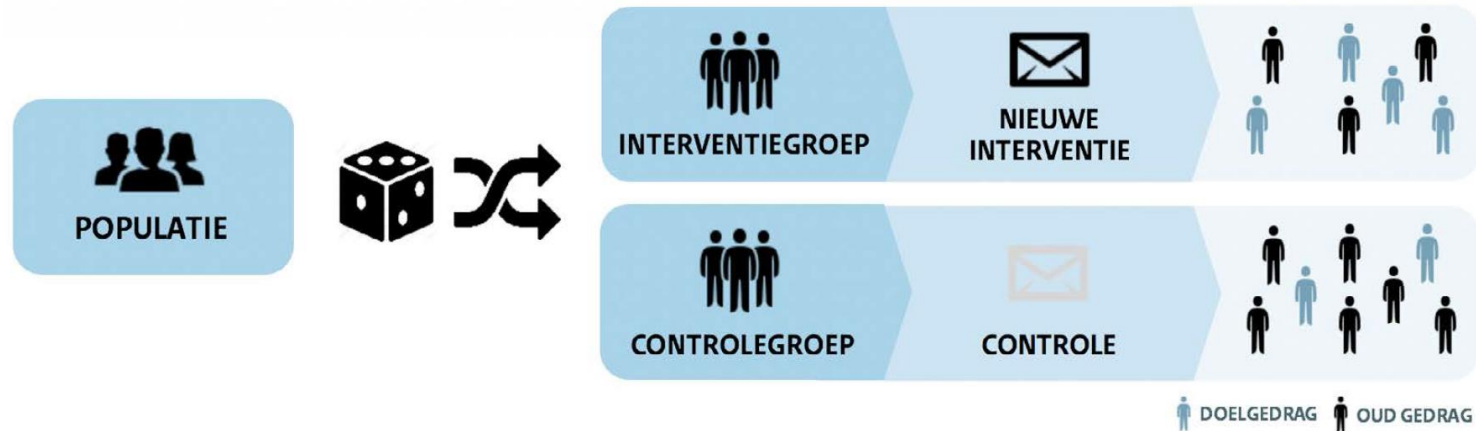 POPULATIE
INTERVENTIEGROEP
NIEUWE
INTERVENTIE
CONTROLEGROEP
CONTROLE
DOELGEDRAG
OUD GEDRAG